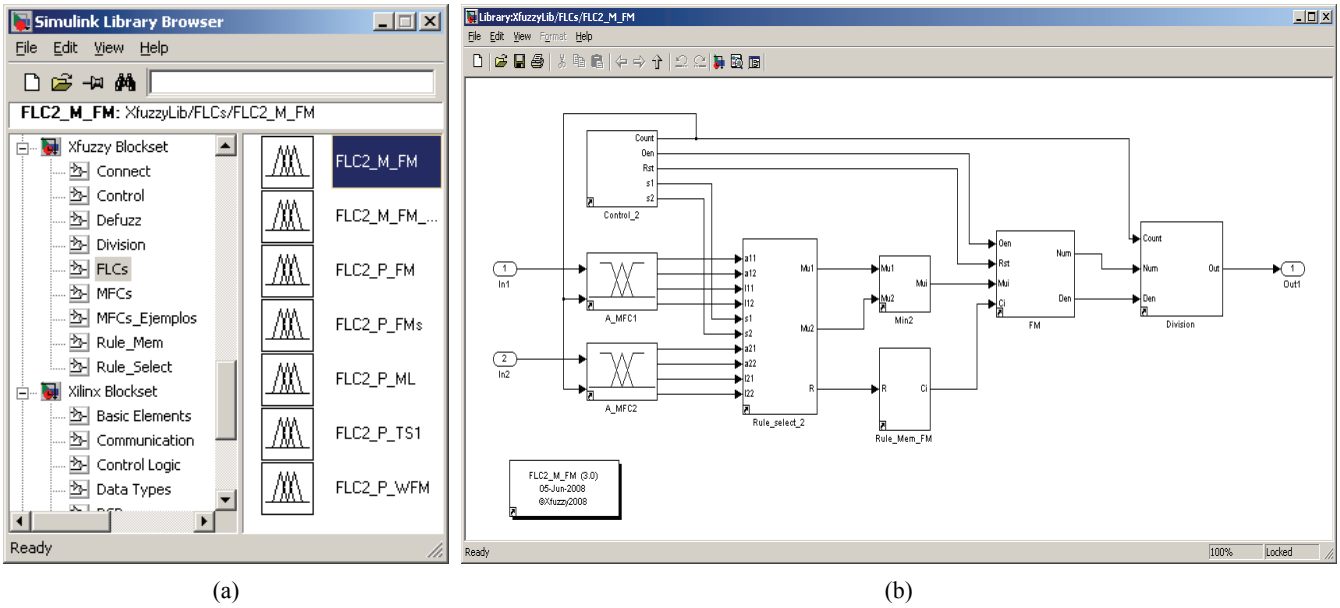 Simulink Library Browser
File Edit View Help
FLC2_M_FM: XfuzzyLib/FLCs/FLC2_M_FM
Xfuzzy Blockset
Connect
Control
Defuzz
Division
FLCs
MFCs
MFCs_Ejemplos
Rule_Mem
Rule_Select
Xilinx Blockset
Basic Elements
Communication
Control Logic
Data Types
FLC2_M_FM
FLC2_M_FM_...
FLC2_P_FM
FLC2_P_FMs
FLC2_P_ML
FLC2_P_TS1
FLC2_P_WFM
Ready
(a)
Library:XfuzzyLib/FLCs/FLC2_M_FM
File Edit View Format Help
Count
Oen
Rst
s1
s2
Control_2
1
In1
A_MFC1
2
In2
A_MFC2
a11
a12
l11
l12
s1
s2
a21
a22
l21
l22
Mu1
Mu2
R
Rule_select_2
Mu1
Mu2
Mui
Min2
R
Ci
Rule_Mem_FM
Oen
Rst
Mui
Ci
Num
Den
FM
Count
Num
Den
Out
Division
1
Out1
FLC2_M_FM (3.0)
05-Jun-2008
@Xfuzzy2008
Ready
100%
Locked
(b)